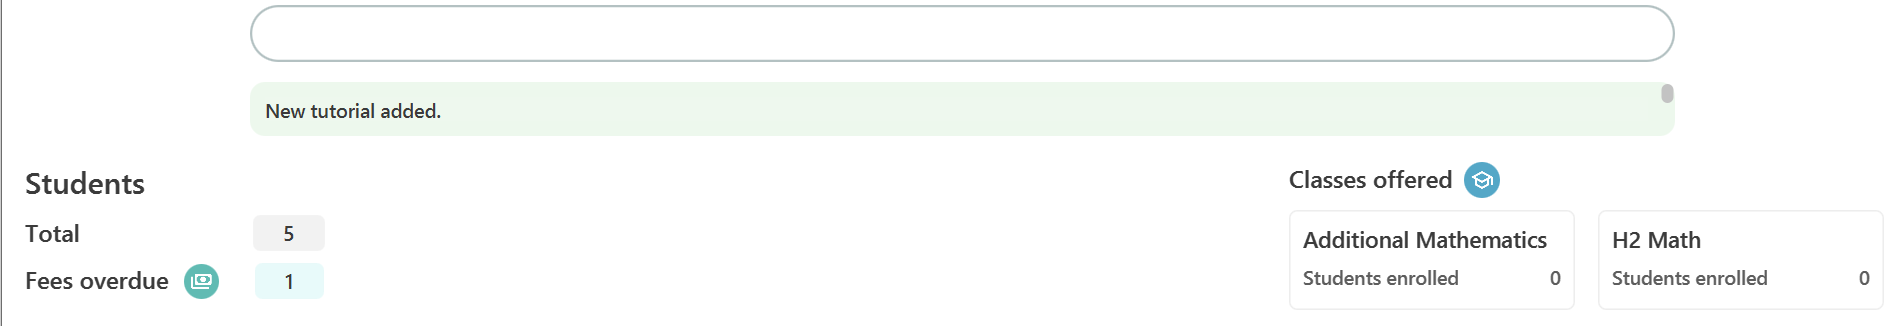 New tutorial added.
Students
Total 5
Fees overdue 1
Classes offered
Additional Mathematics
Students enrolled 0
H2 Math
Students enrolled 0